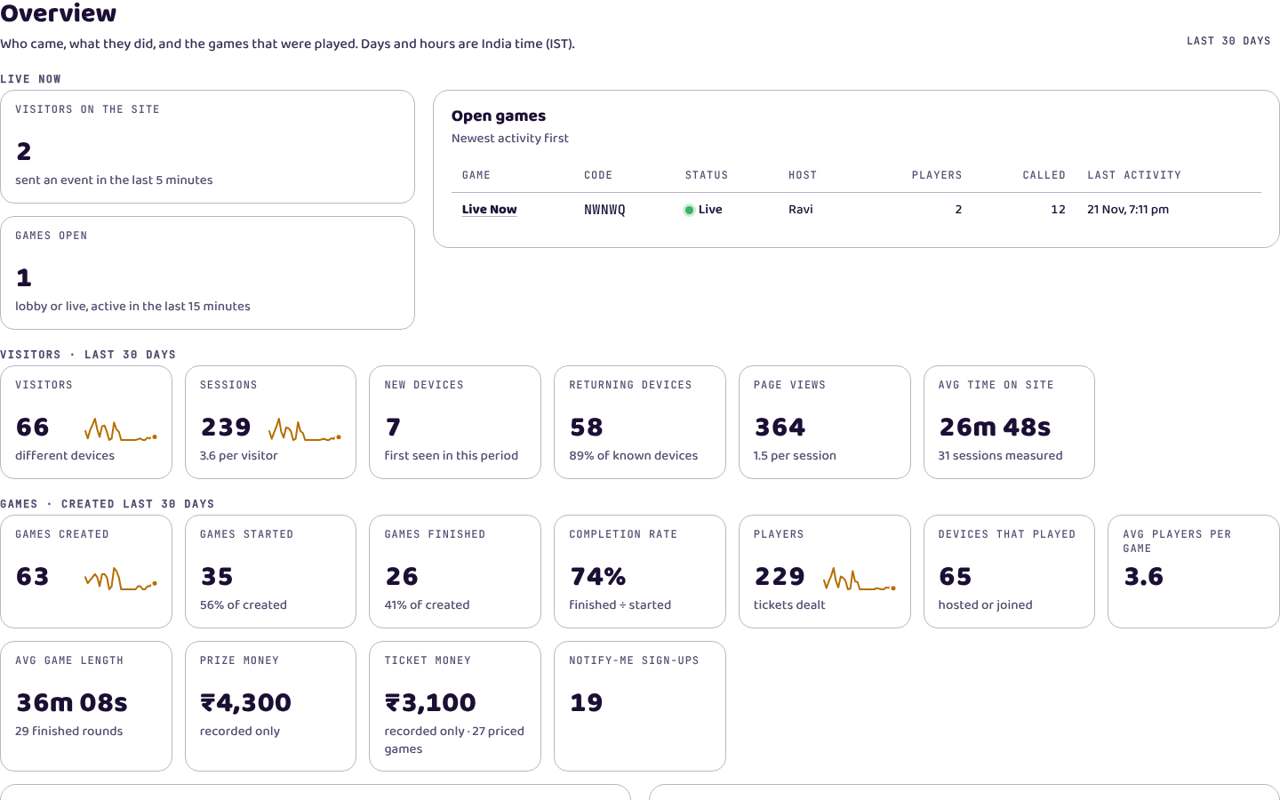 Overview
Who came, what they did, and the games that were played. Days and hours are India time (IST).
LAST 30 DAYS
LIVE NOW
VISITORS ON THE SITE
2
sent an event in the last 5 minutes
GAMES OPEN
1
lobby or live, active in the last 15 minutes
Open games
Newest activity first
GAME CODE STATUS HOST PLAYERS CALLED LAST ACTIVITY
Live Now NWNWQ Live Ravi 2 12 21 Nov, 7:11 pm
VISITORS · LAST 30 DAYS
VISITORS
66
different devices
SESSIONS
239
3.6 per visitor
NEW DEVICES
7
first seen in this period
RETURNING DEVICES
58
89% of known devices
PAGE VIEWS
364
1.5 per session
AVG TIME ON SITE
26m 48s
31 sessions measured
GAMES · CREATED LAST 30 DAYS
GAMES CREATED
63
GAMES STARTED
35
56% of created
GAMES FINISHED
26
41% of created
COMPLETION RATE
74%
finished ÷ started
PLAYERS
229
tickets dealt
DEVICES THAT PLAYED
65
hosted or joined
AVG PLAYERS PER
GAME
3.6
AVG GAME LENGTH
36m 08s
29 finished rounds
PRIZE MONEY
₹4,300
recorded only
TICKET MONEY
₹3,100
recorded only · 27 priced
games
NOTIFY-ME SIGN-UPS
19